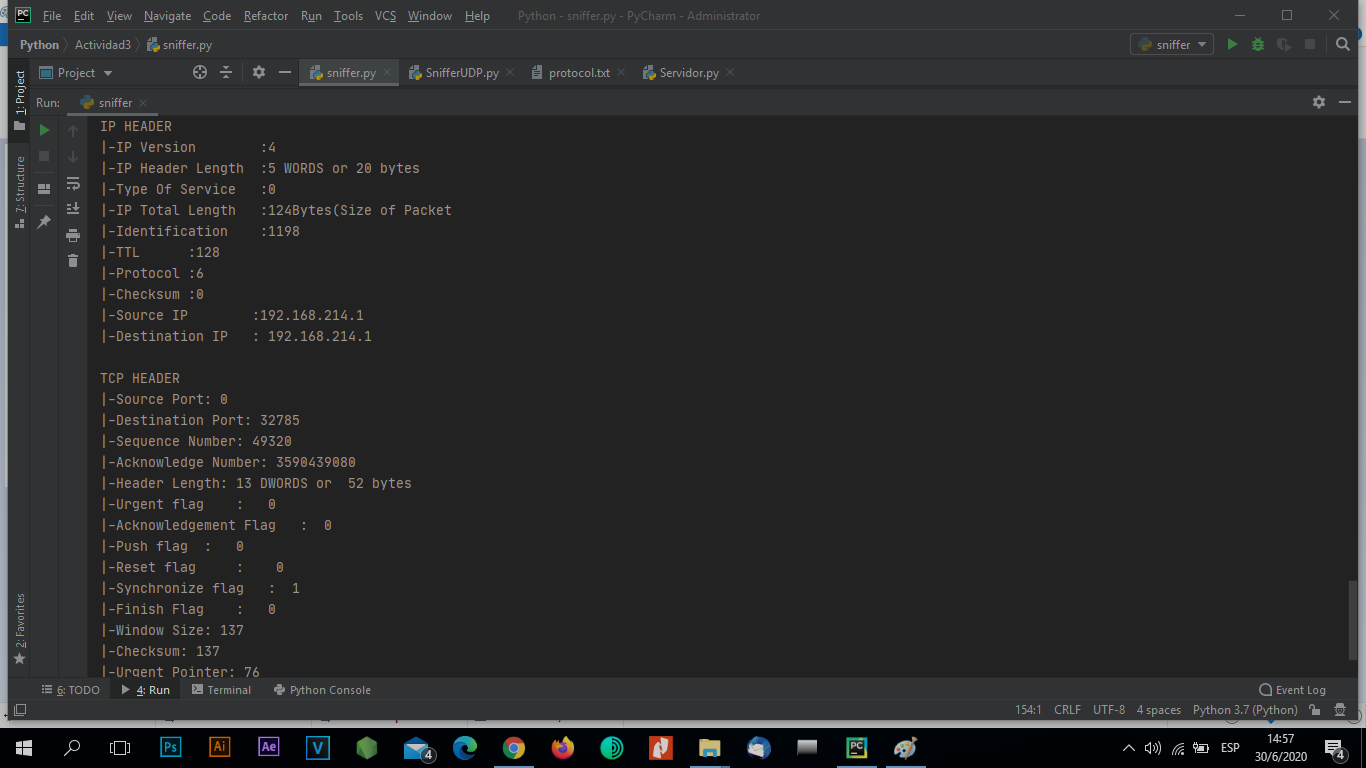 File Edit View Navigate Code Refactor Run Tools VCS Window Help Python - sniffer.py - PyCharm - Administrator
Python Actividad3 sniffer.py sniffer
Project sniffer.py SnifferUDP.py protocol.txt Servidor.py
1: Project
7: Structure
2: Favorites
Run: sniffer
IP HEADER
|-IP Version :4
|-IP Header Length :5 WORDS or 20 bytes
|-Type Of Service :0
|-IP Total Length :124Bytes(Size of Packet
|-Identification :1198
|-TTL :128
|-Protocol :6
|-Checksum :0
|-Source IP :192.168.214.1
|-Destination IP : 192.168.214.1
TCP HEADER
|-Source Port: 0
|-Destination Port: 32785
|-Sequence Number: 49320
|-Acknowledge Number: 3590439080
|-Header Length: 13 DWORDS or 52 bytes
|-Urgent flag : 0
|-Acknowledgement Flag : 0
|-Push flag : 0
|-Reset flag : 0
|-Synchronize flag : 1
|-Finish Flag : 0
|-Window Size: 137
|-Checksum: 137
|-Urgent Pointer: 76
6: TODO 4: Run Terminal Python Console Event Log
154:1 CRLF UTF-8 4 spaces Python 3.7 (Python)
Ps Ai Ae V 4 PC ESP 14:57 4
30/6/2020